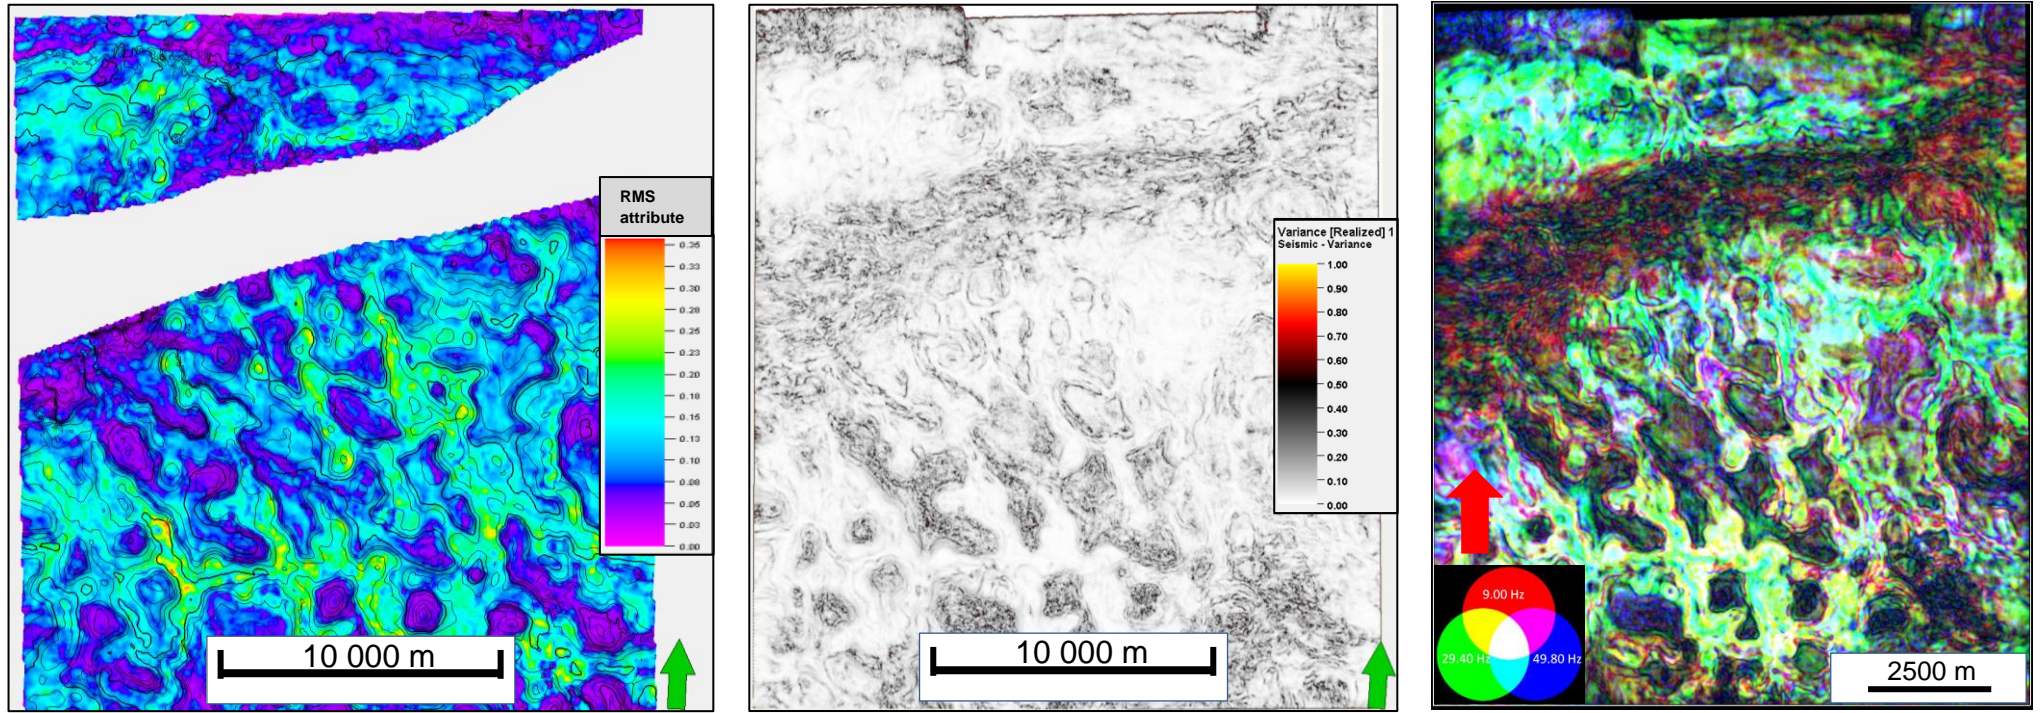 RMS
attribute
0.35
0.33
0.30
0.28
0.25
0.23
0.20
0.18
0.15
0.13
0.10
0.08
0.05
0.03
0.00
10 000 m
Variance [Realized] 1
Seismic - Variance
1.00
0.90
0.80
0.70
0.60
0.50
0.40
0.30
0.20
0.10
0.00
10 000 m
9.00 Hz
29.40 Hz
49.80 Hz
2500 m